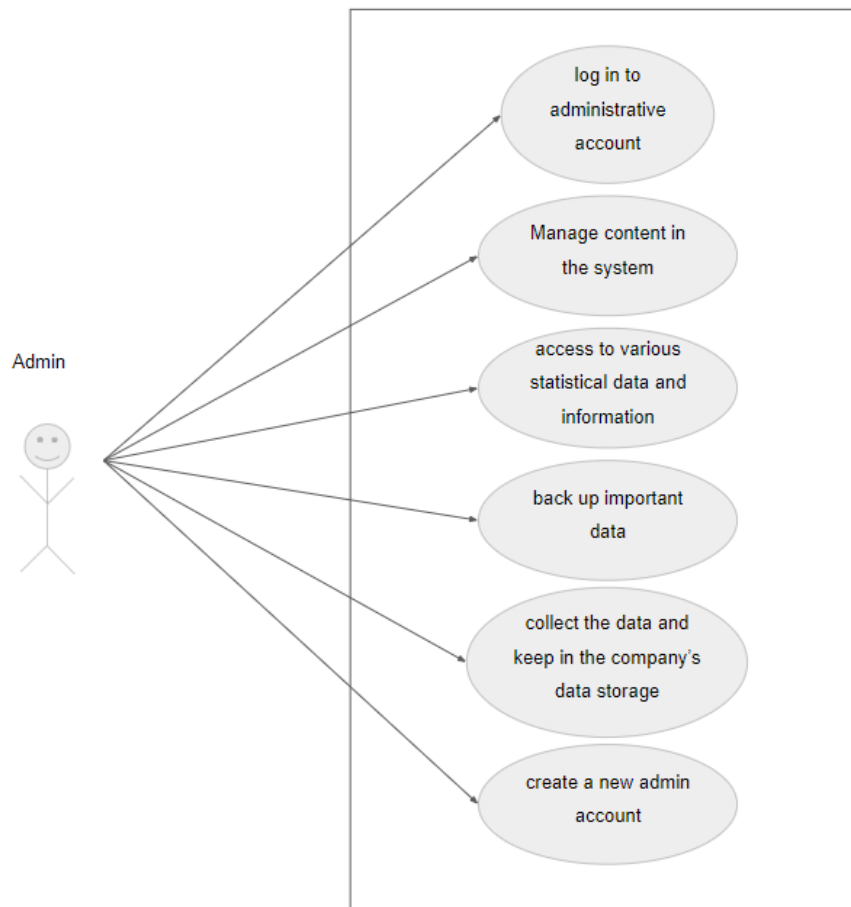 log in to
administrative
account
Manage content in
the system
Admin
access to various
statistical data and
information
back up important
data
collect the data and
keep in the company's
data storage
create a new admin
account